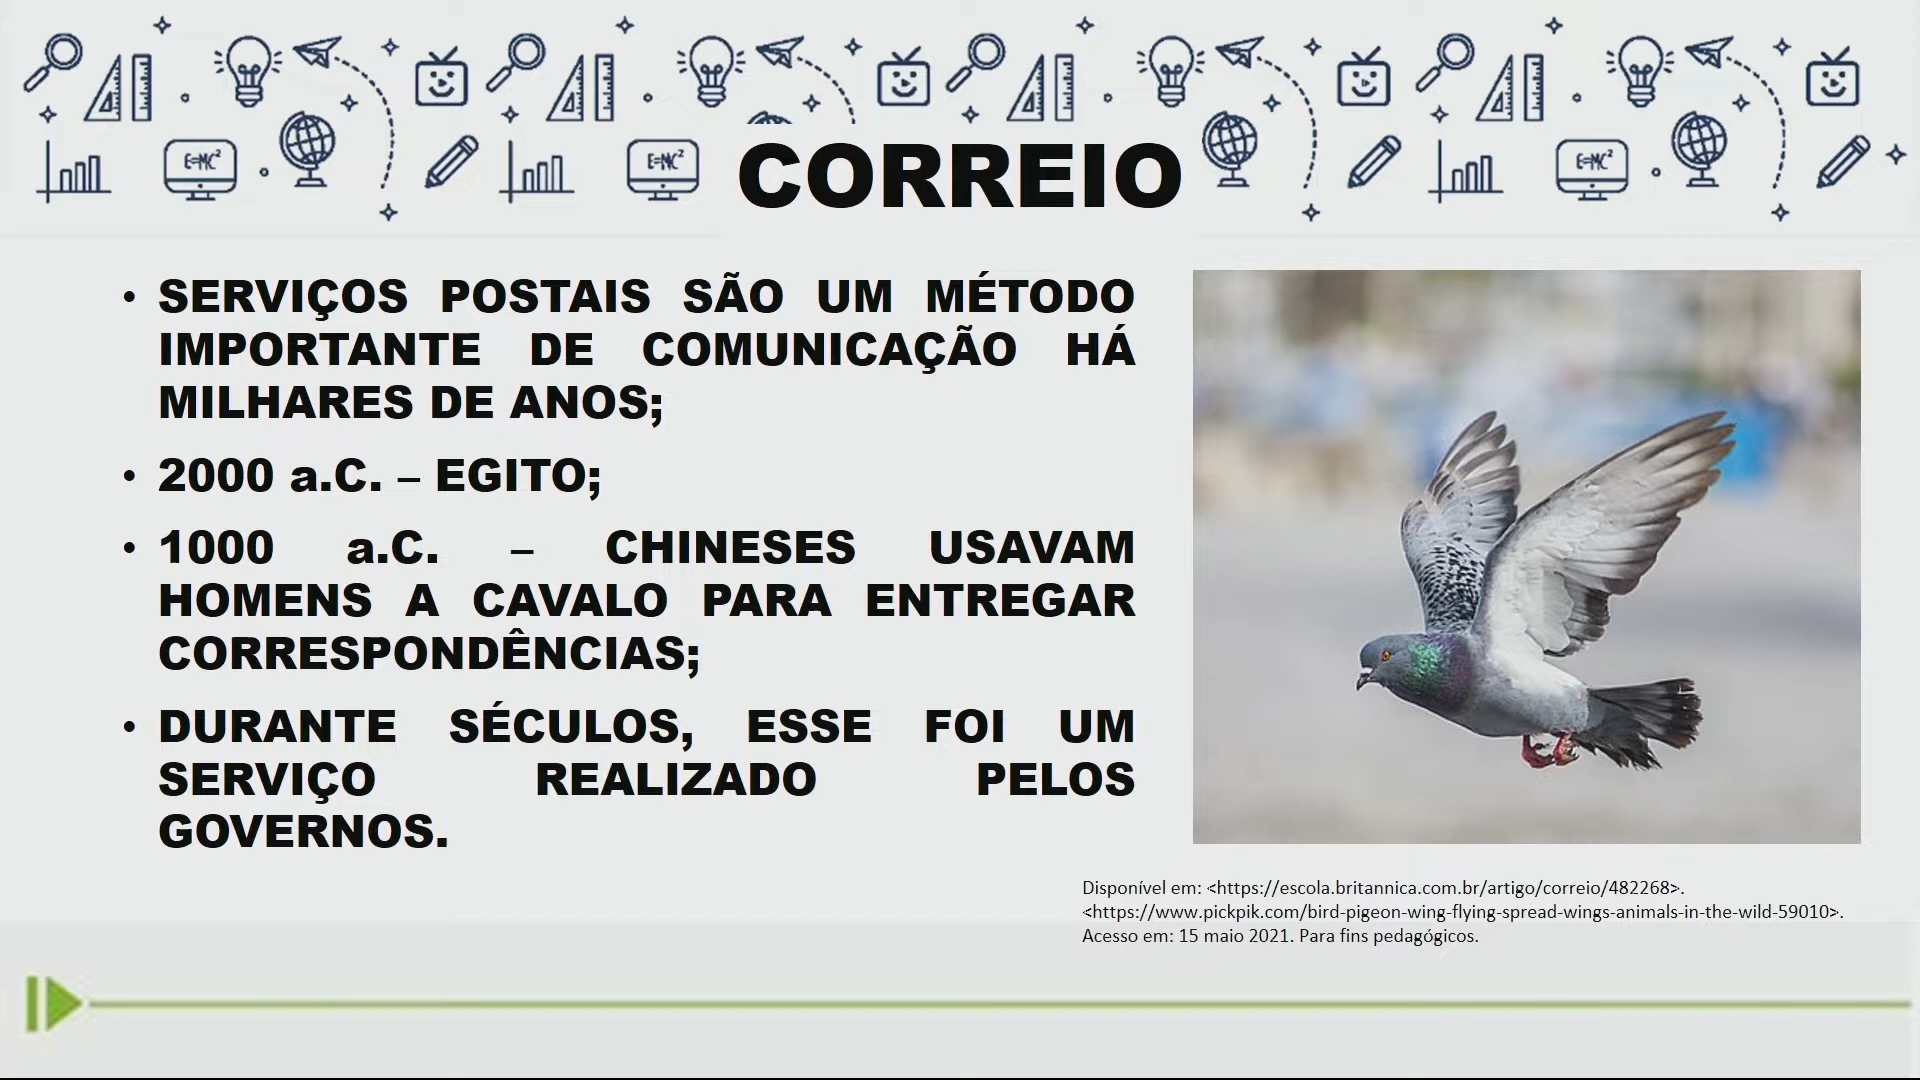 E=MC²
E=MC²
E=MC²
CORREIO
• SERVIÇOS POSTAIS SÃO UM MÉTODO
IMPORTANTE DE COMUNICAÇÃO HÁ
MILHARES DE ANOS;
• 2000 a.C. – EGITO;
• 1000 a.C. – CHINESES USAVAM
HOMENS A CAVALO PARA ENTREGAR
CORRESPONDÊNCIAS;
• DURANTE SÉCULOS, ESSE FOI UM
SERVIÇO REALIZADO PELOS
GOVERNOS.
Disponível em: <https://escola.britannica.com.br/artigo/correio/482268>.
<https://www.pickpik.com/bird-pigeon-wing-flying-spread-wings-animals-in-the-wild-59010>.
Acesso em: 15 maio 2021. Para fins pedagógicos.